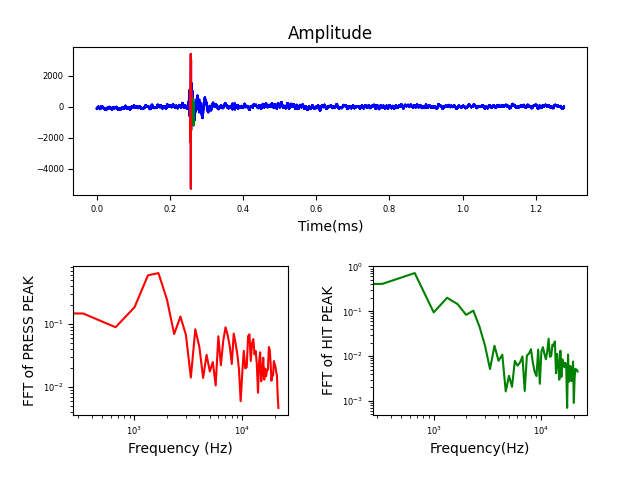 Amplitude
2000
0
−2000
−4000
0.0 0.2 0.4 0.6 0.8 1.0 1.2
Time(ms)
FFT of PRESS PEAK
10⁻¹
10⁻²
10³ 10⁴
Frequency (Hz)
FFT of HIT PEAK
10⁰
10⁻¹
10⁻²
10⁻³
10³ 10⁴
Frequency(Hz)